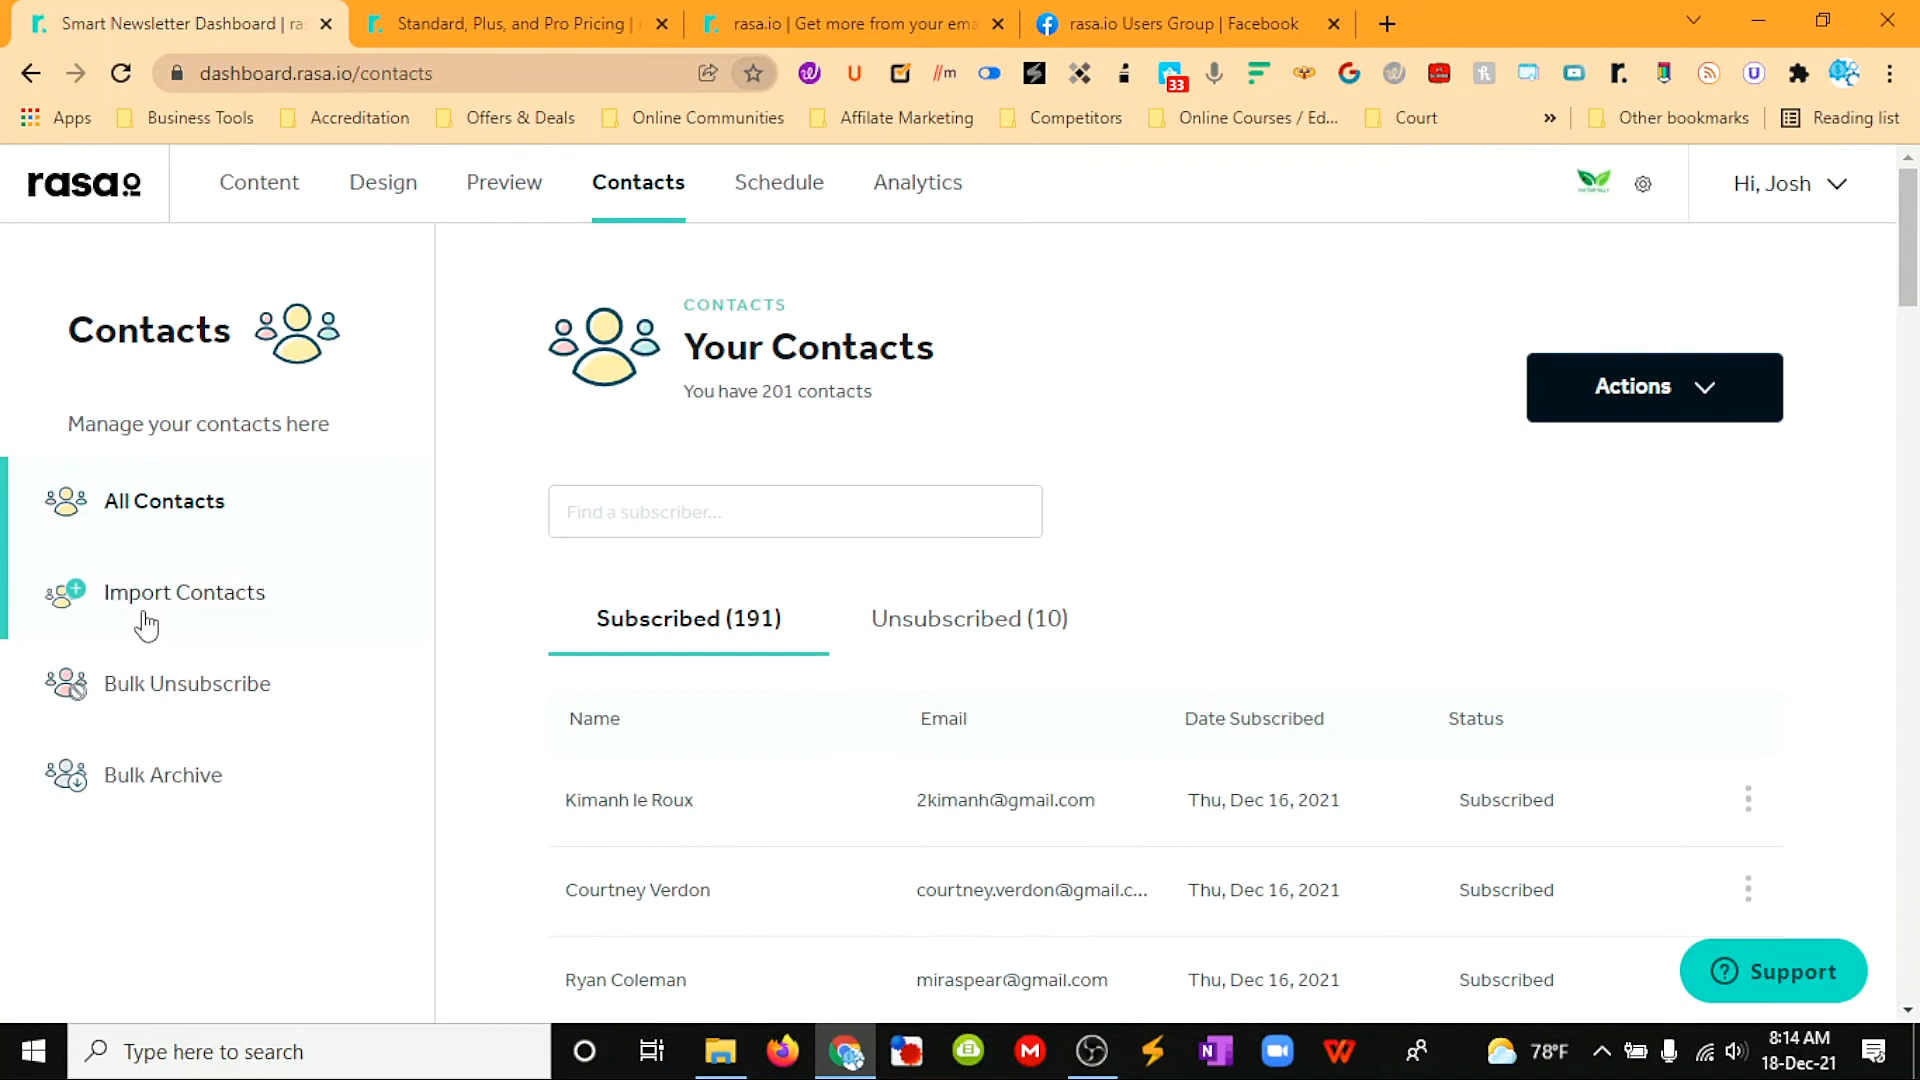 Smart Newsletter Dashboard | ra
Standard, Plus, and Pro Pricing |
rasa.io | Get more from your ema
rasa.io Users Group | Facebook
dashboard.rasa.io/contacts
33
Apps
Business Tools
Accreditation
Offers & Deals
Online Communities
Affilate Marketing
Competitors
Online Courses / Ed...
Court
»
Other bookmarks
Reading list
rasa.io
Content
Design
Preview
Contacts
Schedule
Analytics
Hi, Josh
Contacts
Manage your contacts here
All Contacts
Import Contacts
Bulk Unsubscribe
Bulk Archive
CONTACTS
Your Contacts
You have 201 contacts
Actions
Find a subscriber...
Subscribed (191)
Unsubscribed (10)
Name Email Date Subscribed Status
Kimanh le Roux 2kimanh@gmail.com Thu, Dec 16, 2021 Subscribed
Courtney Verdon courtney.verdon@gmail.c... Thu, Dec 16, 2021 Subscribed
Ryan Coleman miraspear@gmail.com Thu, Dec 16, 2021 Subscribed
Support
Type here to search
78°F
8:14 AM
18-Dec-21